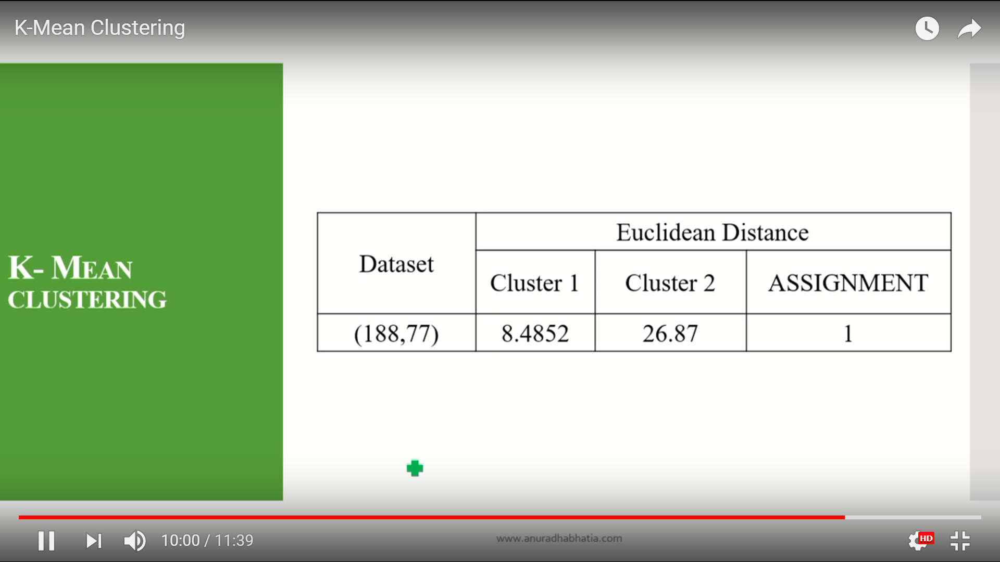 K-Mean Clustering
K- MEAN
CLUSTERING
Dataset
Euclidean Distance
Cluster 1
Cluster 2
ASSIGNMENT
(188,77)
8.4852
26.87
1
10:00 / 11:39
www.anuradhabhatia.com
HD